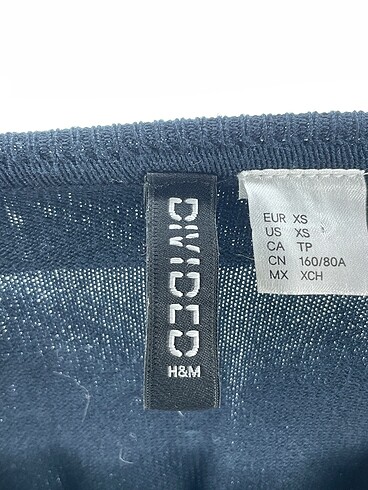 DIVIDED
H&M
EUR XS
US XS
CA TP
CN 160/80A
MX XCH